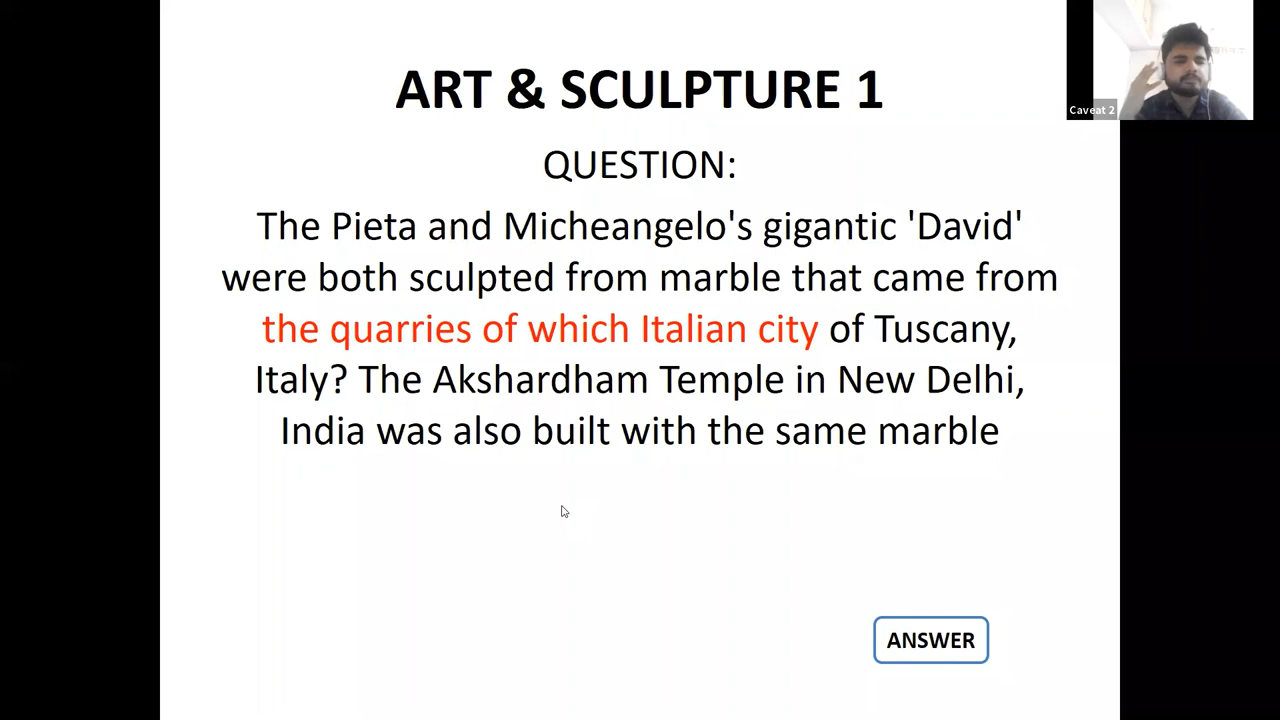 ART & SCULPTURE 1
QUESTION:
The Pieta and Micheangelo's gigantic 'David'
were both sculpted from marble that came from
the quarries of which Italian city of Tuscany,
Italy? The Akshardham Temple in New Delhi,
India was also built with the same marble
ANSWER
Caveat 2